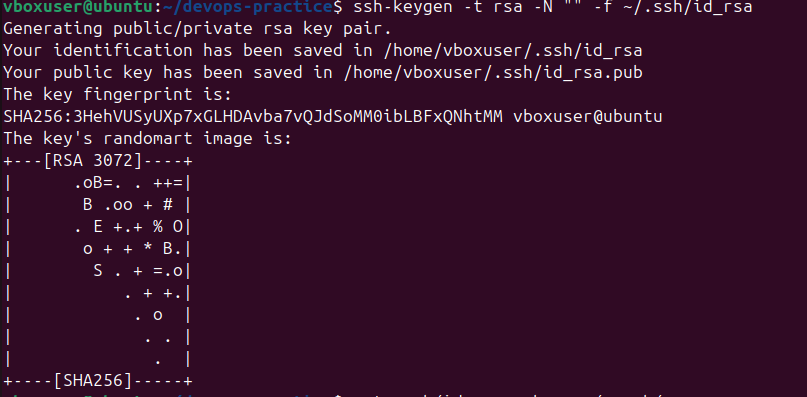 vboxuser@ubuntu:~/devops-practice$ ssh-keygen -t rsa -N "" -f ~/.ssh/id_rsa
Generating public/private rsa key pair.
Your identification has been saved in /home/vboxuser/.ssh/id_rsa
Your public key has been saved in /home/vboxuser/.ssh/id_rsa.pub
The key fingerprint is:
SHA256:3HehVUSyUXp7xGLHDAvba7vQJdSoMM0ibLBFxQNhtMM vboxuser@ubuntu
The key's randomart image is:
+---[RSA 3072]----+
|      .oB=. . ++=|
|       B .oo + # |
|      . E +.+ % O|
|       o + + * B.|
|        S . + =.o|
|           . + +.|
|            . o  |
|             . . |
|              .  |
+----[SHA256]-----+